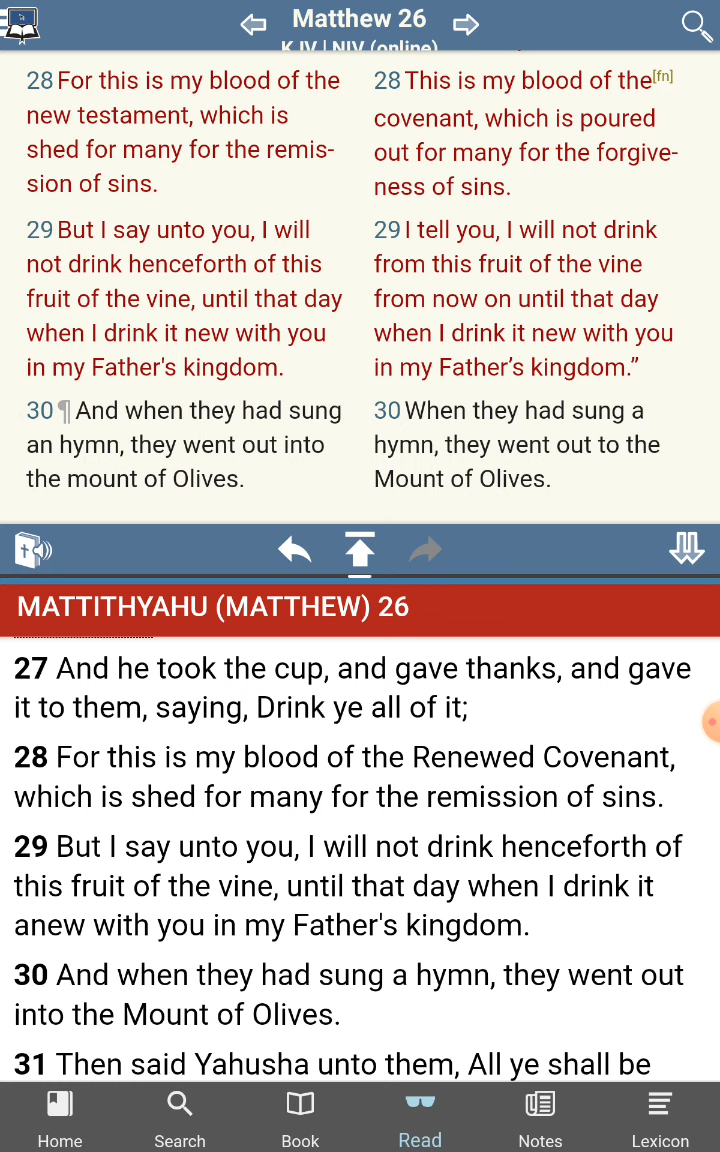 Matthew 26
KJV | NIV (online)
28 For this is my blood of the
new testament, which is
shed for many for the remis-
sion of sins.
29 But I say unto you, I will
not drink henceforth of this
fruit of the vine, until that day
when I drink it new with you
in my Father's kingdom.
30 ¶ And when they had sung
an hymn, they went out into
the mount of Olives.
28 This is my blood of the[fn]
covenant, which is poured
out for many for the forgive-
ness of sins.
29 I tell you, I will not drink
from this fruit of the vine
from now on until that day
when I drink it new with you
in my Father’s kingdom.”
30 When they had sung a
hymn, they went out to the
Mount of Olives.
MATTITHYAHU (MATTHEW) 26
27 And he took the cup, and gave thanks, and gave
it to them, saying, Drink ye all of it;
28 For this is my blood of the Renewed Covenant,
which is shed for many for the remission of sins.
29 But I say unto you, I will not drink henceforth of
this fruit of the vine, until that day when I drink it
anew with you in my Father's kingdom.
30 And when they had sung a hymn, they went out
into the Mount of Olives.
31 Then said Yahusha unto them, All ye shall be
Home
Search
Book
Read
Notes
Lexicon